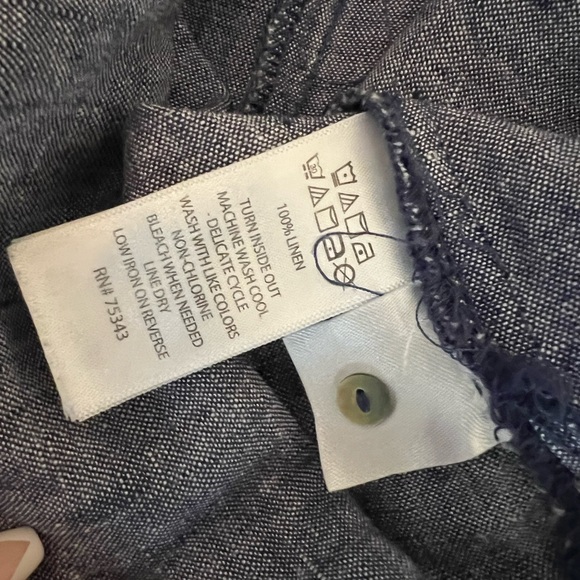 100% LINEN
TURN INSIDE OUT
MACHINE WASH COOL
- DELICATE CYCLE
WASH WITH LIKE COLORS
NON-CHLORINE
BLEACH WHEN NEEDED
LINE DRY
LOW IRON ON REVERSE
RN# 75343